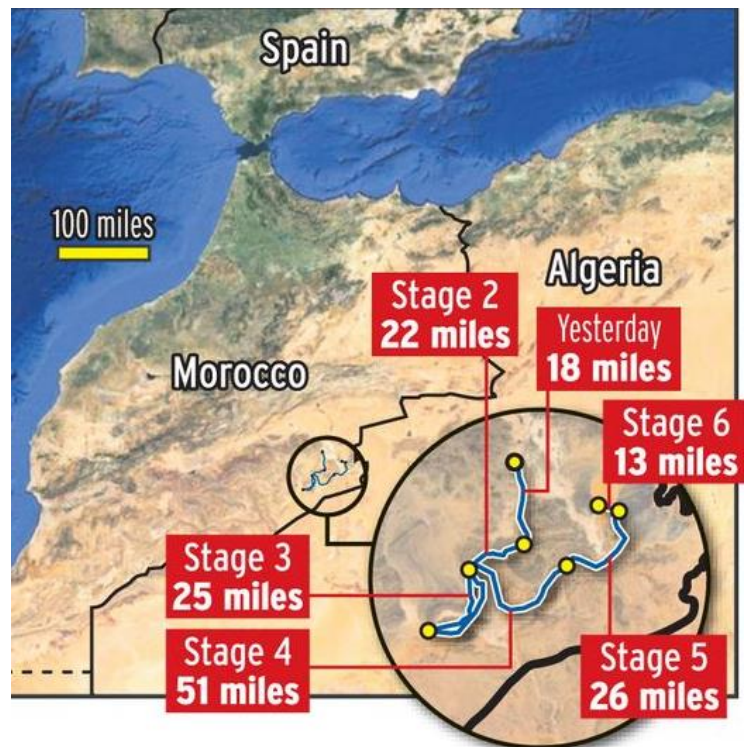 Spain
100 miles
Algeria
Stage 2
22 miles
Yesterday
18 miles
Morocco
Stage 6
13 miles
Stage 3
25 miles
Stage 4
51 miles
Stage 5
26 miles